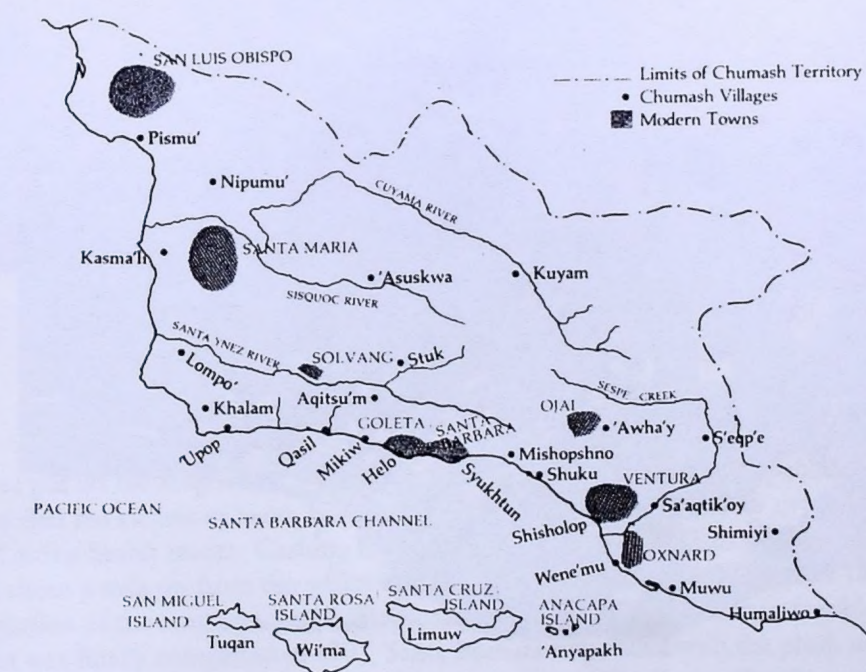 SAN LUIS OBISPO
Limits of Chumash Territory
Chumash Villages
Modern Towns
Pismu'
Nipumu'
CUYAMA RIVER
Kasma'li
SANTA MARIA
'Asuskwa
Kuyam
SISQUOC RIVER
SANTA YNEZ RIVER
SOLVANG
Stuk
Lompo'
Aqitsu'm
SESPE CREEK
Khalam
GOLETA
SANTA
BARBARA
OJAI
'Awha'y
S'eqp'e
'Upop
Qasil
Mikiw
Helo
Syukhtun
Mishopshno
Shuku
VENTURA
Sa'aqtik'oy
PACIFIC OCEAN
SANTA BARBARA CHANNEL
Shisholop
Shimiyi
OXNARD
Wene'mu
Muwu
Humaliwo
SAN MIGUEL
ISLAND
Tuqan
SANTA ROSA
ISLAND
Wi'ma
SANTA CRUZ
ISLAND
Limuw
ANACAPA
ISLAND
'Anyapakh